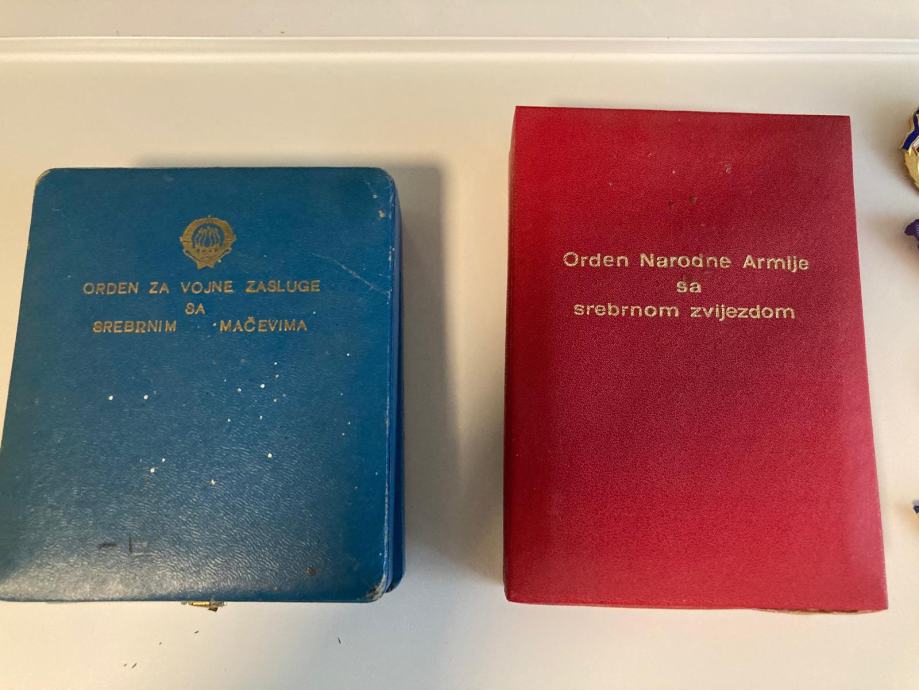 ORDEN ZA VOJNE ZASLUGE
SA
SREBRNIM MAČEVIMA
Orden Narodne Armije
sa
srebrnom zvijezdom